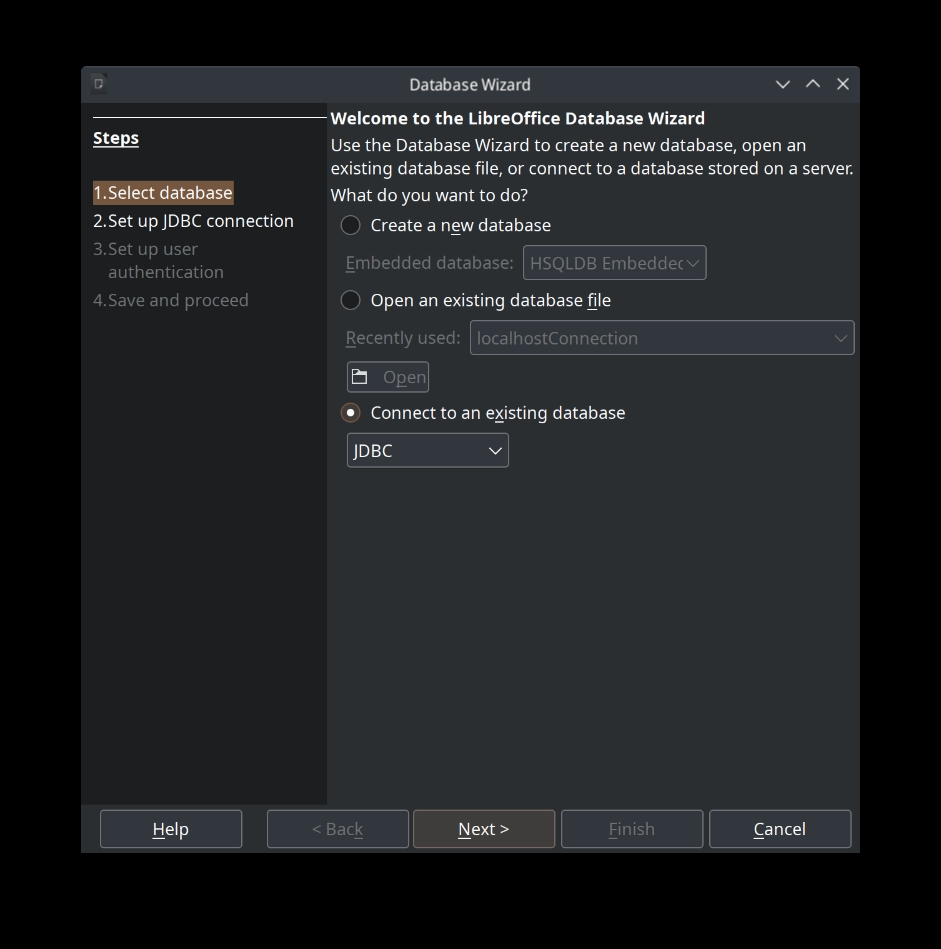 Database Wizard
Steps
1.Select database
2.Set up JDBC connection
3.Set up user
authentication
4.Save and proceed
Welcome to the LibreOffice Database Wizard
Use the Database Wizard to create a new database, open an
existing database file, or connect to a database stored on a server.
What do you want to do?
Create a new database
Embedded database: HSQLDB Embedded
Open an existing database file
Recently used: localhostConnection
Open
Connect to an existing database
JDBC
Help < Back Next > Finish Cancel